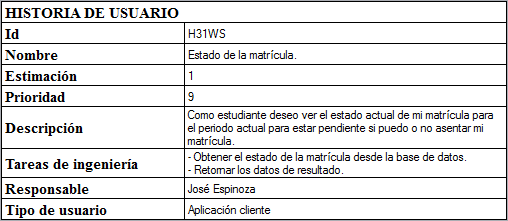 HISTORIA DE USUARIO
Id H31WS
Nombre Estado de la matrícula.
Estimación 1
Prioridad 9
Descripción Como estudiante deseo ver el estado actual de mi matrícula para
el periodo actual para estar pendiente si puedo o no asentar mi
matrícula.
Tareas de ingeniería - Obtener el estado de la matrícula desde la base de datos.
- Retornar los datos de resultado.
Responsable José Espinoza
Tipo de usuario Aplicación cliente